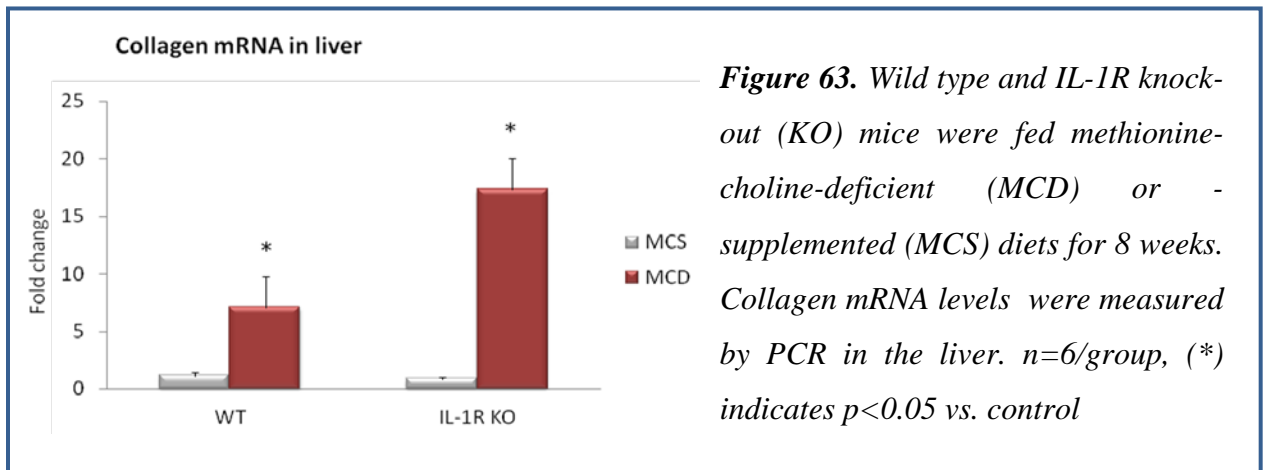 Collagen mRNA in liver
Fold change
25
20
15
10
5
0
*
*
WT
IL-1R KO
MCS
MCD
Figure 63. Wild type and IL-1R knock-
out (KO) mice were fed methionine-
choline-deficient (MCD) or -
supplemented (MCS) diets for 8 weeks.
Collagen mRNA levels were measured
by PCR in the liver. n=6/group, (*)
indicates p<0.05 vs. control